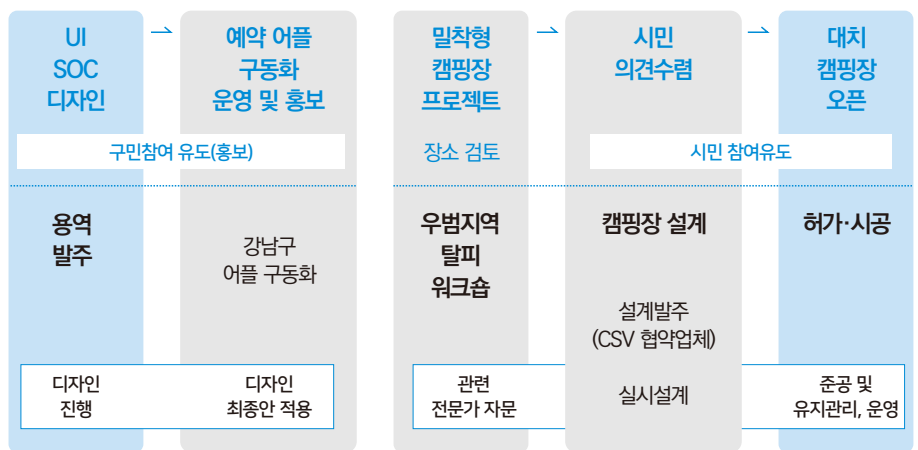 UI
SOC
디자인
예약 어플
구동화
운영 및 홍보
구민참여 유도(홍보)
용역
발주
강남구
어플 구동화
디자인
진행
디자인
최종안 적용
밀착형
캠핑장
프로젝트
시민
의견수렴
대치
캠핑장
오픈
장소 검토
시민 참여유도
우범지역
탈피
워크숍
캠핑장 설계
허가·시공
설계발주
(CSV 협약업체)
관련
전문가 자문
실시설계
준공 및
유지관리, 운영